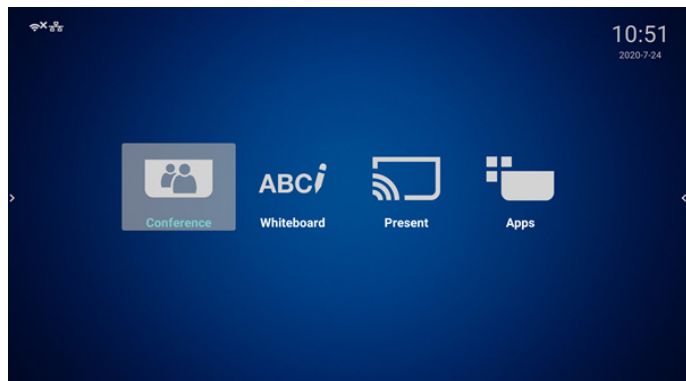 10:51
2020-7-24
ABC
Conference
Whiteboard
Present
Apps